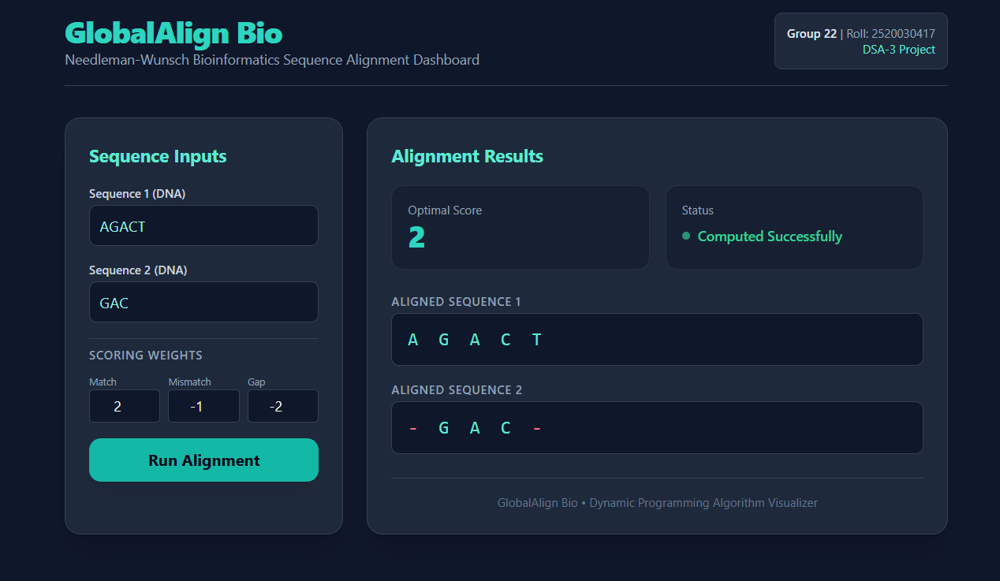 GlobalAlign Bio
Needleman-Wunsch Bioinformatics Sequence Alignment Dashboard
Group 22 | Roll: 2520030417
DSA-3 Project
Sequence Inputs
Sequence 1 (DNA)
AGACT
Sequence 2 (DNA)
GAC
SCORING WEIGHTS
Match Mismatch Gap
2 -1 -2
Run Alignment
Alignment Results
Optimal Score
2
Status
Computed Successfully
ALIGNED SEQUENCE 1
A G A C T
ALIGNED SEQUENCE 2
- G A C -
GlobalAlign Bio • Dynamic Programming Algorithm Visualizer